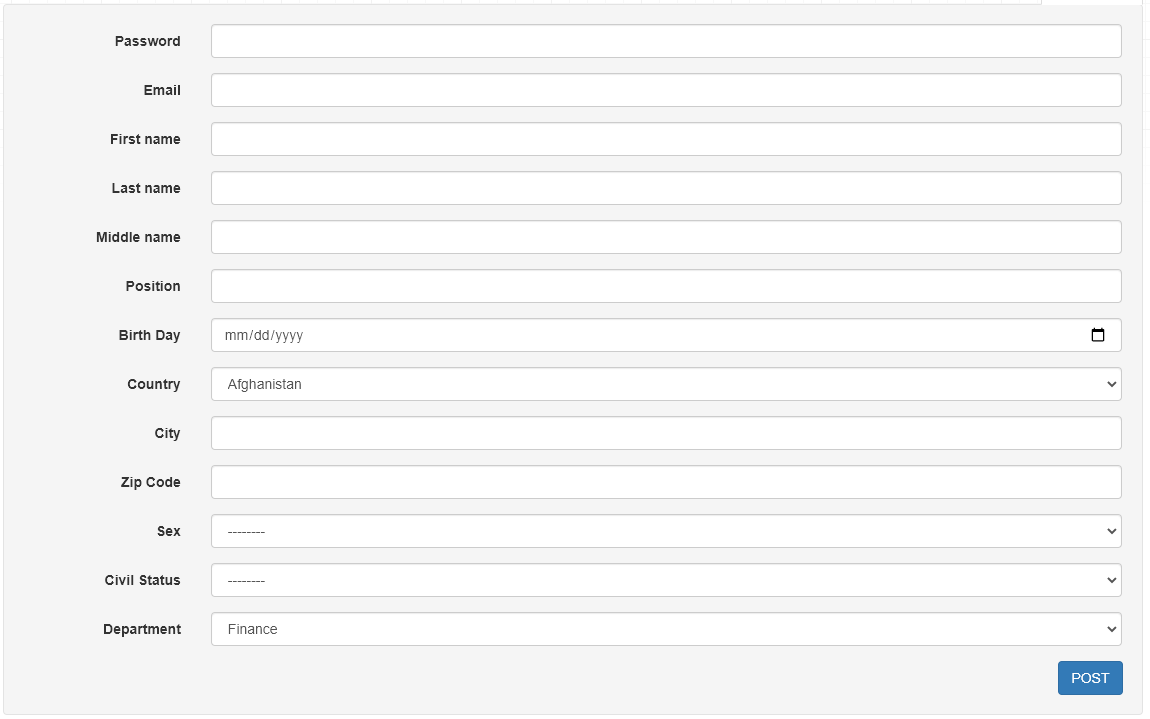 Password
Email
First name
Last name
Middle name
Position
Birth Day mm/dd/yyyy
Country Afghanistan
City
Zip Code
Sex --------
Civil Status --------
Department Finance
POST